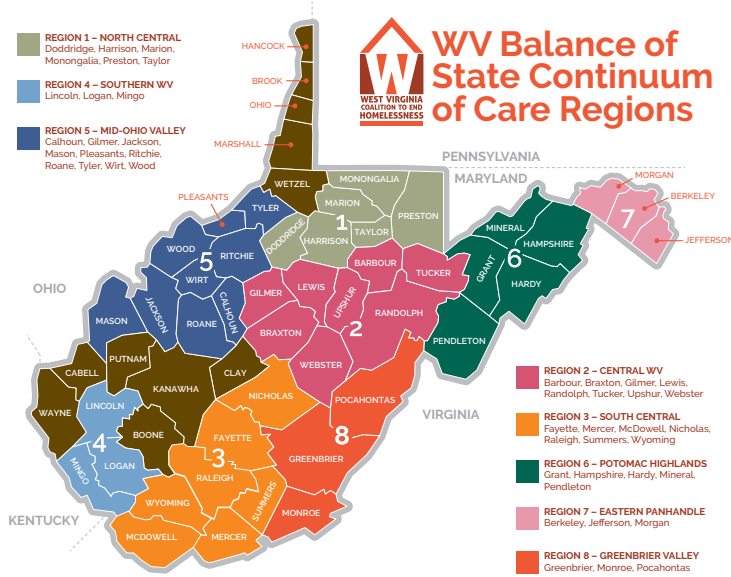 WV Balance of
State Continuum
of Care Regions
WEST VIRGINIA
COALITION TO END
HOMELESSNESS
REGION 1 – NORTH CENTRAL
Doddridge, Harrison, Marion,
Monongalia, Preston, Taylor
REGION 4 – SOUTHERN WV
Lincoln, Logan, Mingo
REGION 5 – MID-OHIO VALLEY
Calhoun, Gilmer, Jackson,
Mason, Pleasants, Ritchie,
Roane, Tyler, Wirt, Wood
HANCOCK
BROOK
OHIO
MARSHALL
PENNSYLVANIA
MARYLAND
WETZEL
MONONGALIA
MORGAN
BERKELEY
JEFFERSON
7
PLEASANTS
TYLER
MARION
1
PRESTON
DODDRIDGE
HARRISON
TAYLOR
MINERAL
HAMPSHIRE
6
GRANT
HARDY
PENDLETON
WOOD
RITCHIE
5
WIRT
BARBOUR
TUCKER
OHIO
JACKSON
ROANE
CALHOUN
GILMER
LEWIS
UPSHUR
RANDOLPH
2
MASON
BRAXTON
WEBSTER
PUTNAM
CABELL
KANAWHA
CLAY
WAYNE
LINCOLN
BOONE
4
MINGO
LOGAN
NICHOLAS
POCAHONTAS
VIRGINIA
FAYETTE
3
RALEIGH
8
GREENBRIER
SUMMERS
MONROE
WYOMING
MCDOWELL
MERCER
KENTUCKY
REGION 2 – CENTRAL WV
Barbour, Braxton, Gilmer, Lewis,
Randolph, Tucker, Upshur, Webster
REGION 3 – SOUTH CENTRAL
Fayette, Mercer, McDowell, Nicholas,
Raleigh, Summers, Wyoming
REGION 6 – POTOMAC HIGHLANDS
Grant, Hampshire, Hardy, Mineral,
Pendleton
REGION 7 – EASTERN PANHANDLE
Berkeley, Jefferson, Morgan
REGION 8 – GREENBRIER VALLEY
Greenbrier, Monroe, Pocahontas